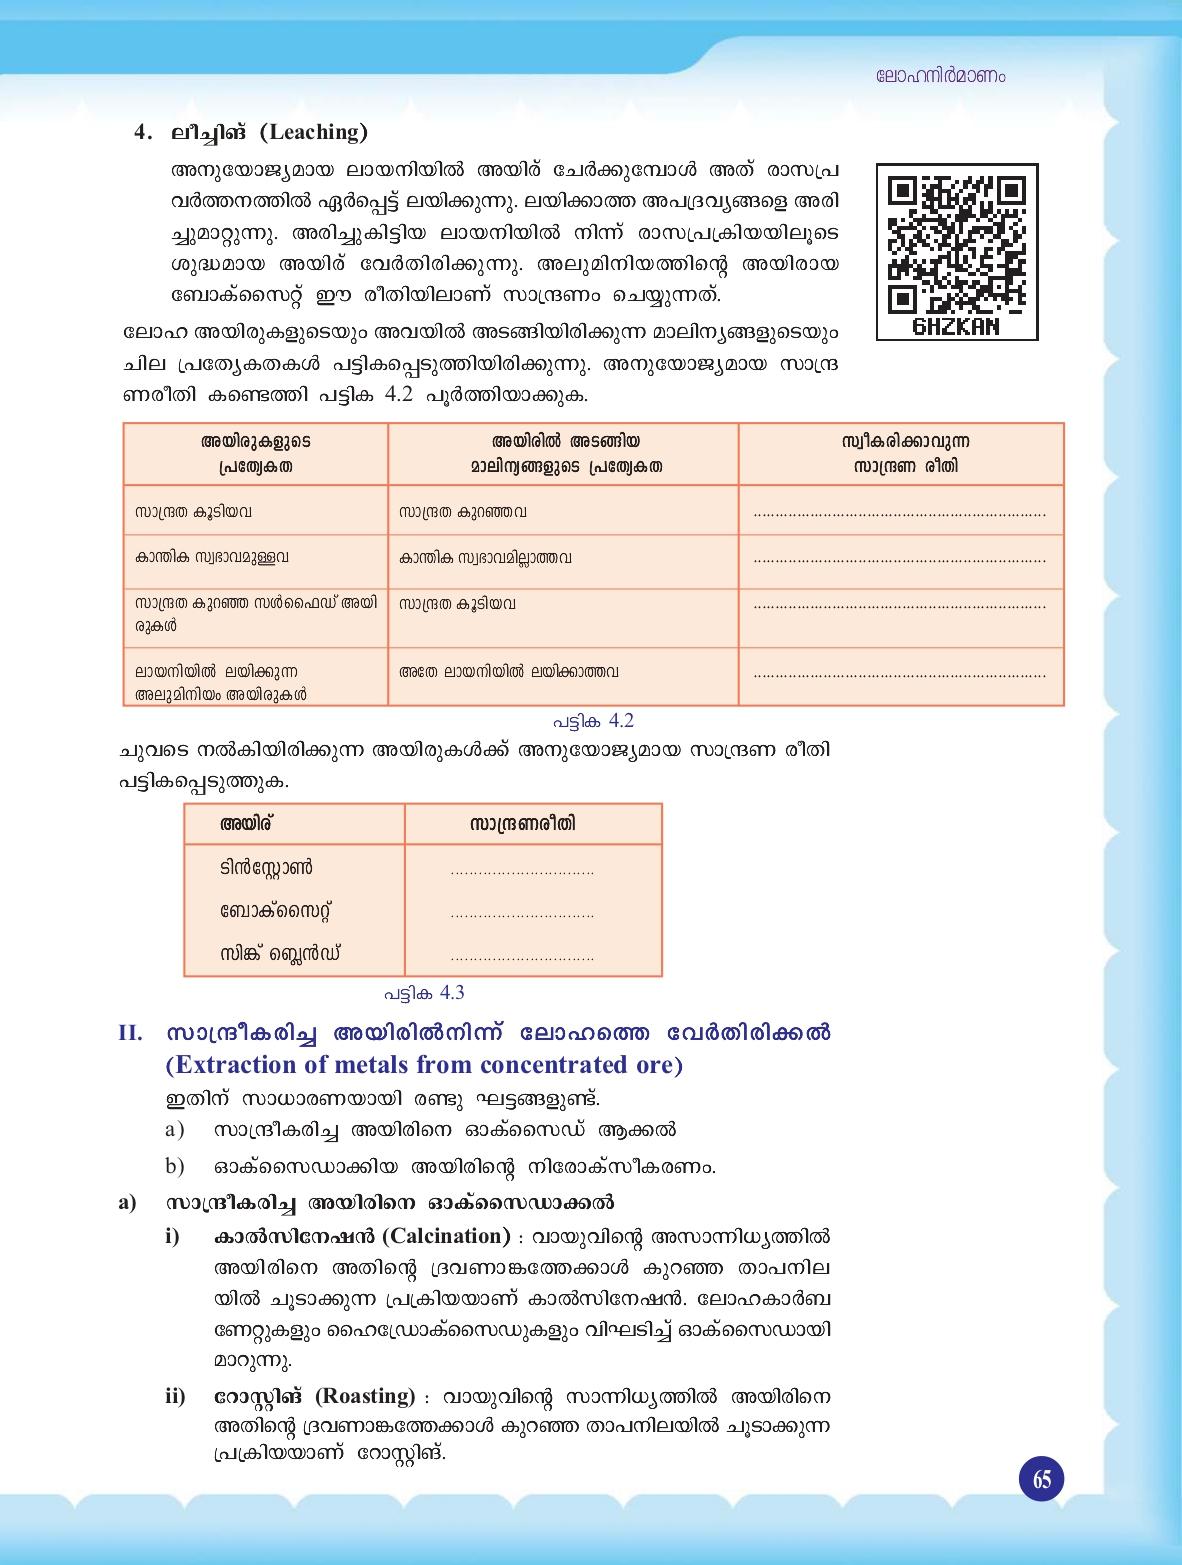 ലോഹനിർമാണം
4. ലീച്ചിങ് (Leaching)
അനുയോജ്യമായ ലായനിയിൽ അയിര് ചേർക്കുമ്പോൾ അത് രാസപ്ര
വർത്തനത്തിൽ ഏർപ്പെട്ട് ലയിക്കുന്നു. ലയിക്കാത്ത അപദ്രവ്യങ്ങളെ അരി
ച്ചുമാറ്റുന്നു. അരിച്ചുകിട്ടിയ ലായനിയിൽ നിന്ന് രാസപ്രക്രിയയിലൂടെ
ശുദ്ധമായ അയിര് വേർതിരിക്കുന്നു. അലുമിനിയത്തിന്റെ അയിരായ
ബോക്സൈറ്റ് ഈ രീതിയിലാണ് സാന്ദ്രണം ചെയ്യുന്നത്.
6HZKAN
ലോഹ അയിരുകളുടെയും അവയിൽ അടങ്ങിയിരിക്കുന്ന മാലിന്യങ്ങളുടെയും
ചില പ്രത്യേകതകൾ പട്ടികപ്പെടുത്തിയിരിക്കുന്നു. അനുയോജ്യമായ സാന്ദ്ര
ണരീതി കണ്ടെത്തി പട്ടിക 4.2 പൂർത്തിയാക്കുക.
അയിരുകളുടെ പ്രത്യേകത
അയിരിൽ അടങ്ങിയ മാലിന്യങ്ങളുടെ പ്രത്യേകത
സ്വീകരിക്കാവുന്ന സാന്ദ്രണ രീതി
സാന്ദ്രത കൂടിയവ സാന്ദ്രത കുറഞ്ഞവ ..................................................................
കാന്തിക സ്വഭാവമുള്ളവ കാന്തിക സ്വഭാവമില്ലാത്തവ ..................................................................
സാന്ദ്രത കുറഞ്ഞ സൾഫൈഡ് അയി
രുകൾ
സാന്ദ്രത കൂടിയവ ..................................................................
ലായനിയിൽ ലയിക്കുന്ന
അലുമിനിയം അയിരുകൾ
അതേ ലായനിയിൽ ലയിക്കാത്തവ ..................................................................
പട്ടിക 4.2
ചുവടെ നൽകിയിരിക്കുന്ന അയിരുകൾക്ക് അനുയോജ്യമായ സാന്ദ്രണ രീതി
പട്ടികപ്പെടുത്തുക.
അയിര് സാന്ദ്രണരീതി
ടിൻസ്റ്റോൺ ...............................
ബോക്സൈറ്റ് ...............................
സിങ്ക് ബ്ലെൻഡ് ...............................
പട്ടിക 4.3
II. സാന്ദ്രീകരിച്ച അയിരിൽനിന്ന് ലോഹത്തെ വേർതിരിക്കൽ
(Extraction of metals from concentrated ore)
ഇതിന് സാധാരണയായി രണ്ടു ഘട്ടങ്ങളുണ്ട്.
a) സാന്ദ്രീകരിച്ച അയിരിനെ ഓക്സൈഡ് ആക്കൽ
b) ഓക്സൈഡാക്കിയ അയിരിന്റെ നിരോക്സീകരണം.
a) സാന്ദ്രീകരിച്ച അയിരിനെ ഓക്സൈഡാക്കൽ
i) കാൽസിനേഷൻ (Calcination) : വായുവിന്റെ അസാന്നിധ്യത്തിൽ
അയിരിനെ അതിന്റെ ദ്രവണാങ്കത്തേക്കാൾ കുറഞ്ഞ താപനില
യിൽ ചൂടാക്കുന്ന പ്രക്രിയയാണ് കാൽസിനേഷൻ. ലോഹകാർബ
ണേറ്റുകളും ഹൈഡ്രോക്സൈഡുകളും വിഘടിച്ച് ഓക്സൈഡായി
മാറുന്നു.
ii) റോസ്റ്റിങ് (Roasting) : വായുവിന്റെ സാന്നിധ്യത്തിൽ അയിരിനെ
അതിന്റെ ദ്രവണാങ്കത്തേക്കാൾ കുറഞ്ഞ താപനിലയിൽ ചൂടാക്കുന്ന
പ്രക്രിയയാണ് റോസ്റ്റിങ്.
65